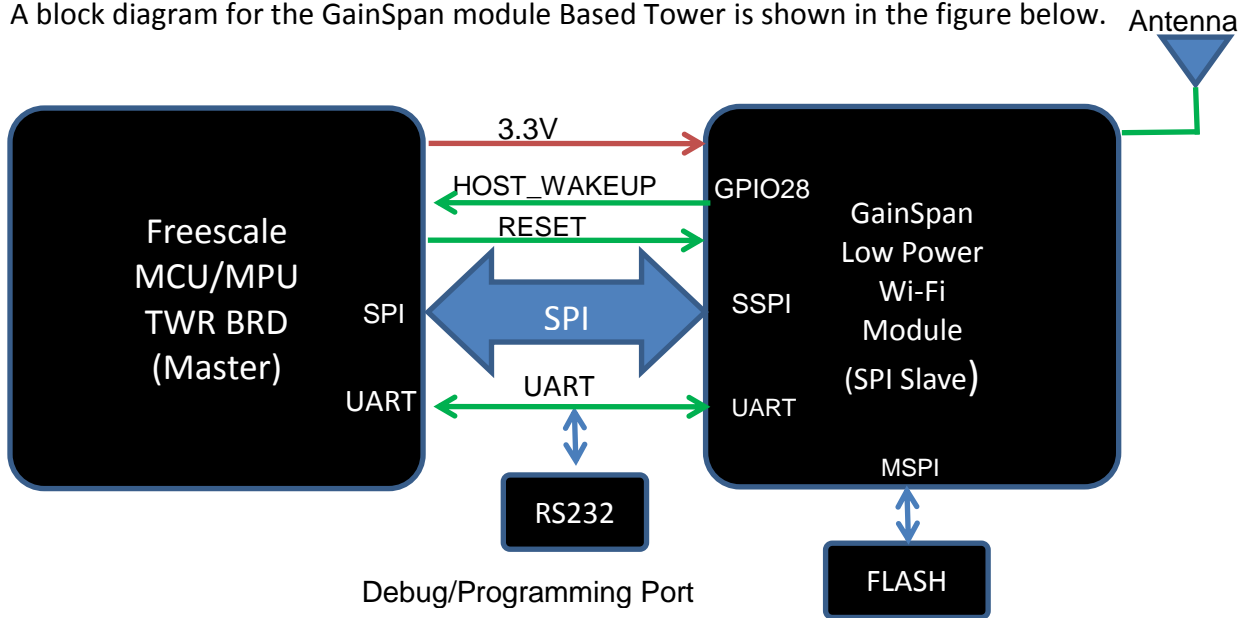 A block diagram for the GainSpan module Based Tower is shown in the figure below.
Antenna
3.3V
HOST_WAKEUP
GPIO28
RESET
Freescale
MCU/MPU
TWR BRD
(Master)
SPI
SPI
SSPI
GainSpan
Low Power
Wi-Fi
Module
(SPI Slave)
UART
UART
UART
MSPI
RS232
FLASH
Debug/Programming Port